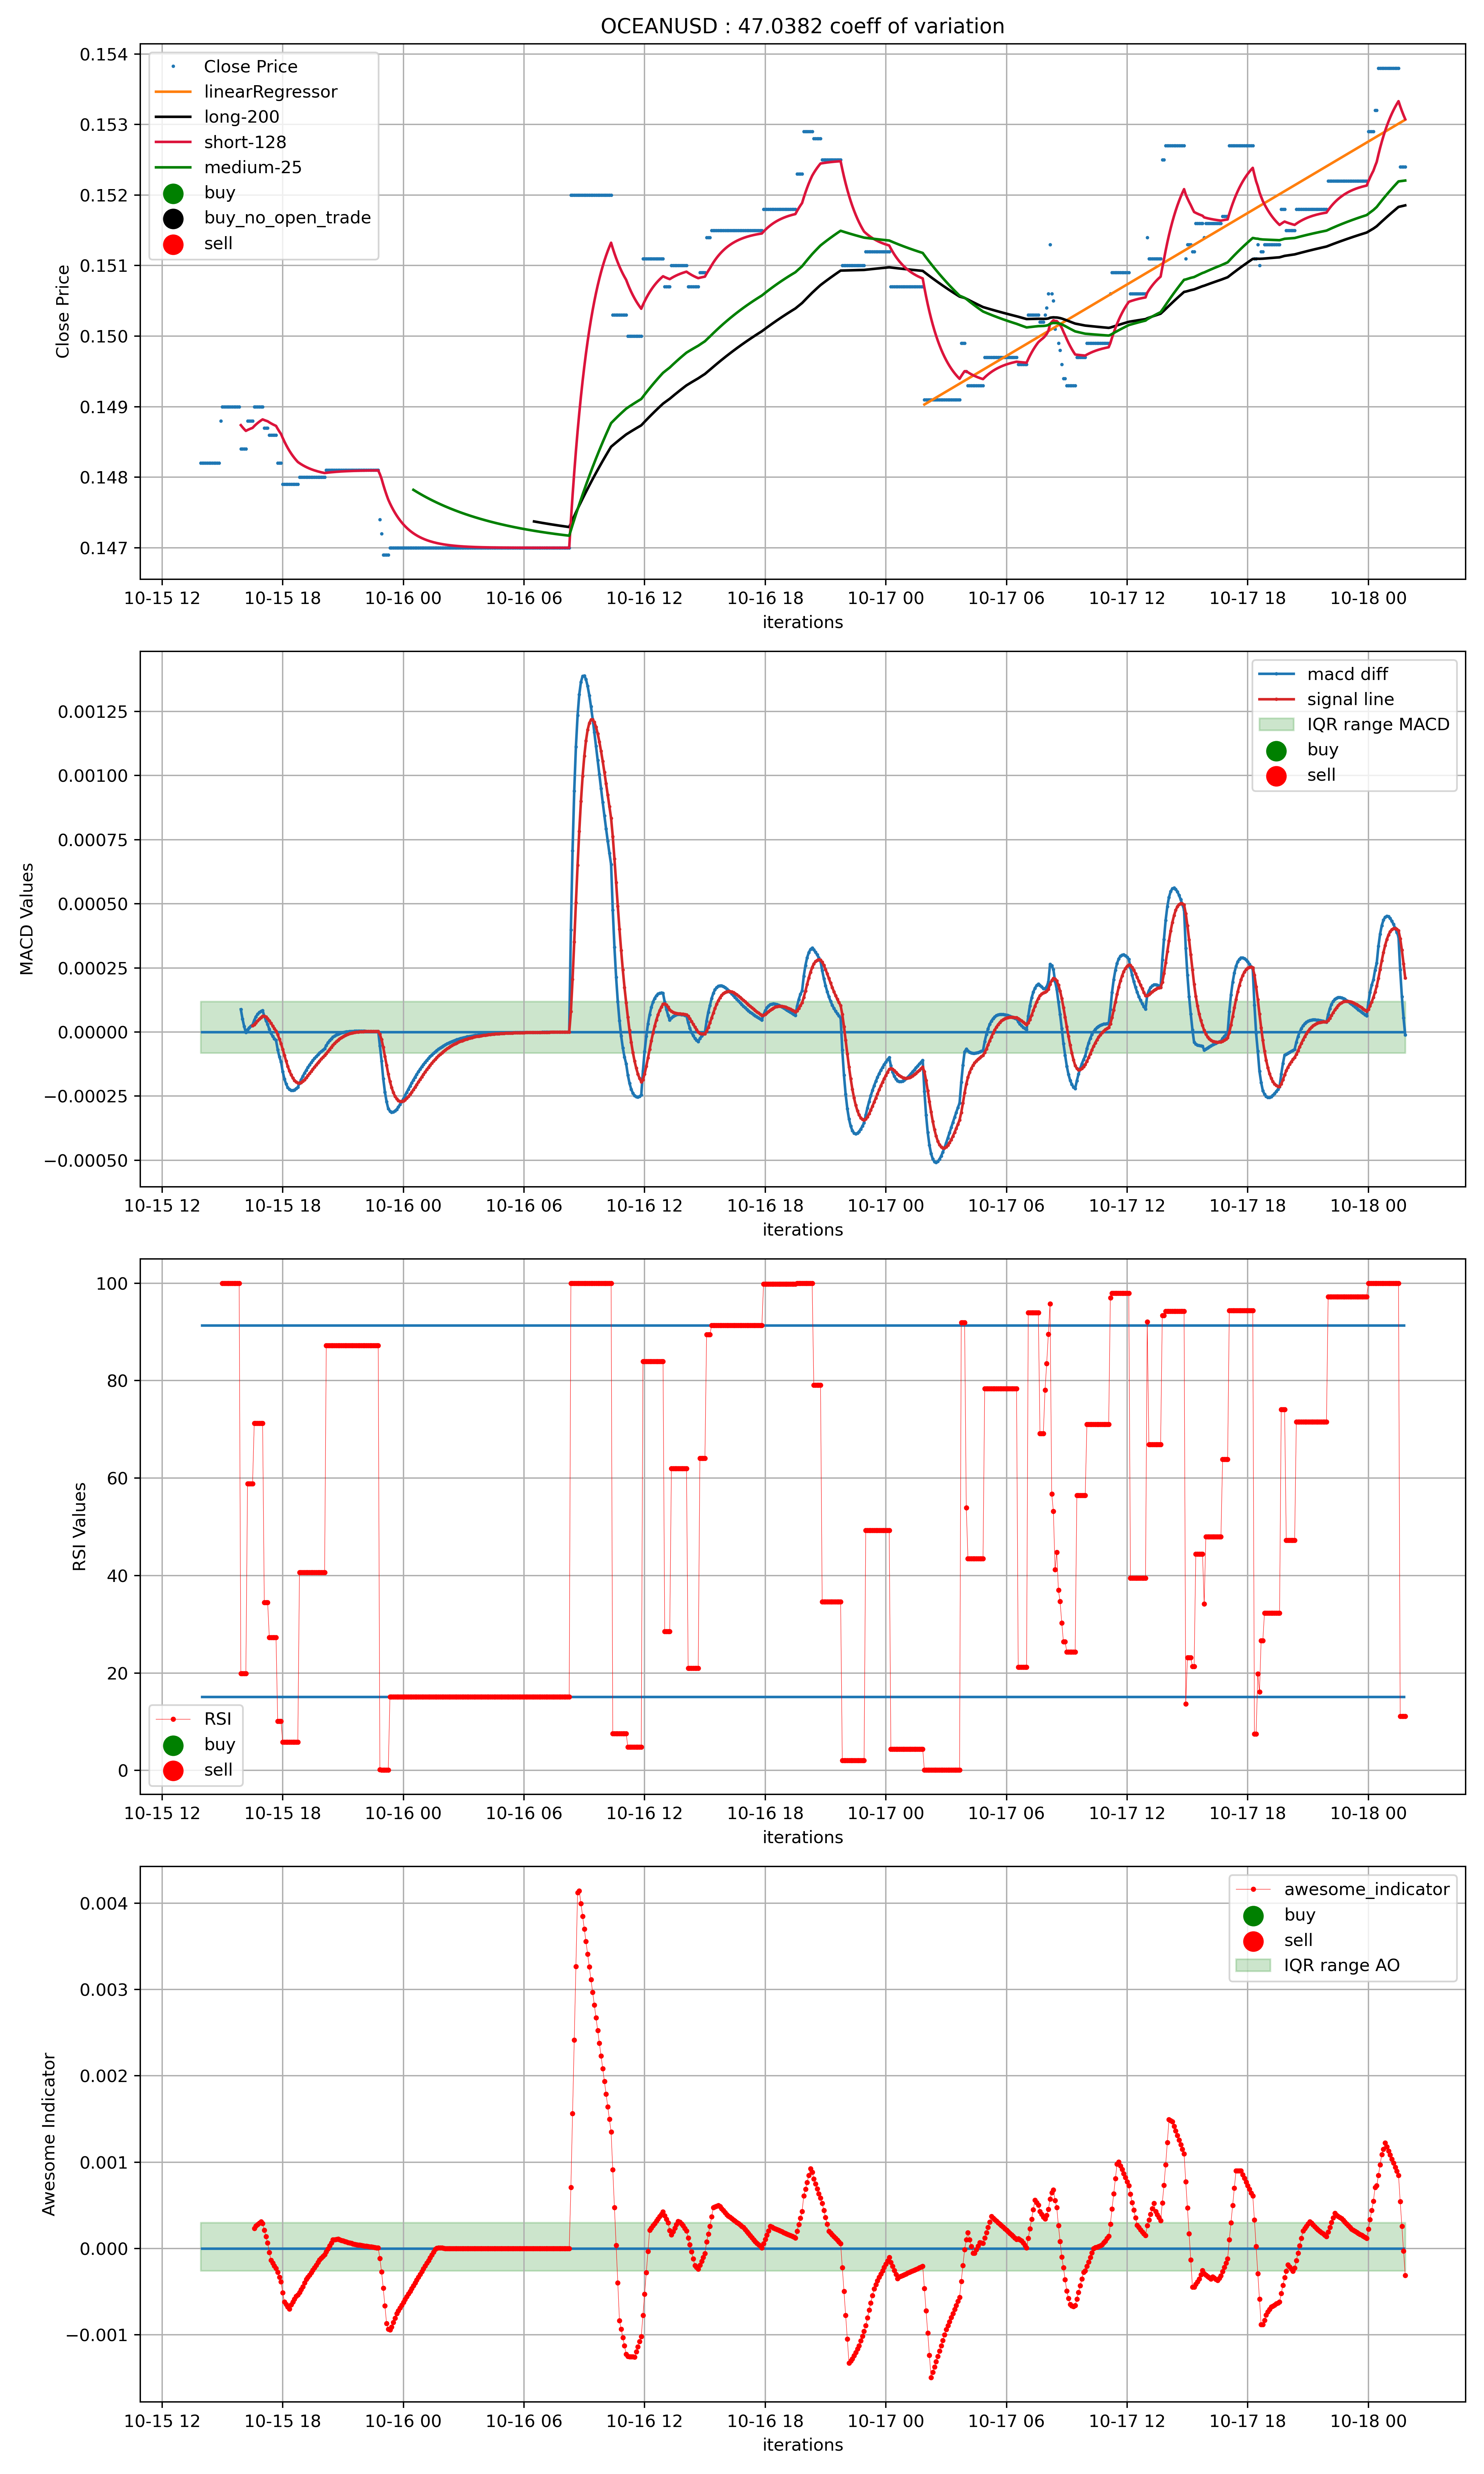 OCEANUSD : 47.0382 coeff of variation
Close Price
0.154
0.153
0.152
0.151
0.150
0.149
0.148
0.147
Close Price
linearRegressor
long-200
short-128
medium-25
buy
buy_no_open_trade
sell
10-15 12 10-15 18 10-16 00 10-16 06 10-16 12 10-16 18 10-17 00 10-17 06 10-17 12 10-17 18 10-18 00
iterations
MACD Values
0.00125
0.00100
0.00075
0.00050
0.00025
0.00000
−0.00025
−0.00050
macd diff
signal line
IQR range MACD
buy
sell
10-15 12 10-15 18 10-16 00 10-16 06 10-16 12 10-16 18 10-17 00 10-17 06 10-17 12 10-17 18 10-18 00
iterations
RSI Values
100
80
60
40
20
0
RSI
buy
sell
10-15 12 10-15 18 10-16 00 10-16 06 10-16 12 10-16 18 10-17 00 10-17 06 10-17 12 10-17 18 10-18 00
iterations
Awesome Indicator
0.004
0.003
0.002
0.001
0.000
−0.001
awesome_indicator
buy
sell
IQR range AO
10-15 12 10-15 18 10-16 00 10-16 06 10-16 12 10-16 18 10-17 00 10-17 06 10-17 12 10-17 18 10-18 00
iterations